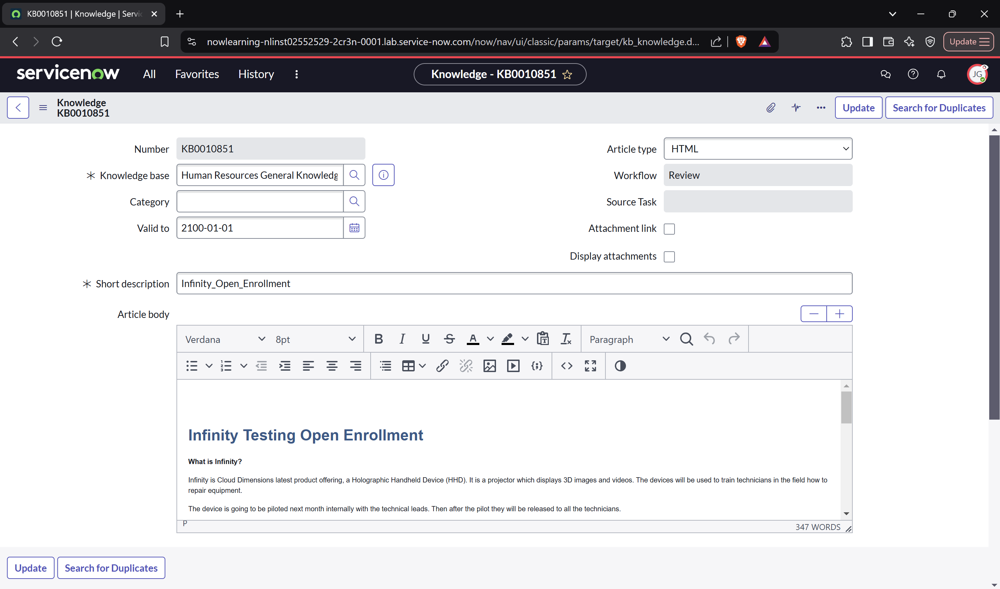 KB0010851 | Knowledge | Servic
nowlearning-nlinst02552529-2cr3n-0001.lab.service-now.com/now/nav/ui/classic/params/target/kb_knowledge.d...
Update
servicenow
All
Favorites
History
Knowledge - KB0010851
JG
Knowledge
KB0010851
Update
Search for Duplicates
Number
KB0010851
Article type
HTML
Knowledge base
Human Resources General Knowledg
Workflow
Review
Category
Source Task
Valid to
2100-01-01
Attachment link
Display attachments
Short description
Infinity_Open_Enrollment
Article body
Verdana
8pt
Paragraph
Infinity Testing Open Enrollment
What is Infinity?
Infinity is Cloud Dimensions latest product offering, a Holographic Handheld Device (HHD). It is a projector which displays 3D images and videos. The devices will be used to train technicians in the field how to
repair equipment.
The device is going to be piloted next month internally with the technical leads. Then after the pilot they will be released to all the technicians.
P
347 WORDS
Update
Search for Duplicates